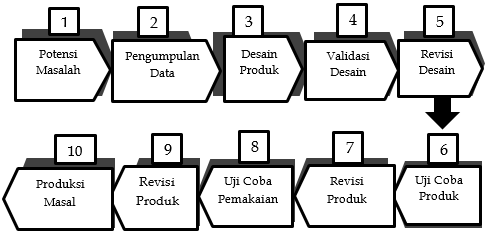 1
Potensi
Masalah
2
Pengumpulan
Data
3
Desain
Produk
4
Validasi
Desain
5
Revisi
Desain
6
Uji Coba
Produk
7
Revisi
Produk
8
Uji Coba
Pemakaian
9
Revisi
Produk
10
Produksi
Masal